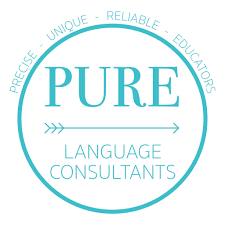 PRECISE - UNIQUE - RELIABLE - EDUCATORS
PURE
LANGUAGE
CONSULTANTS